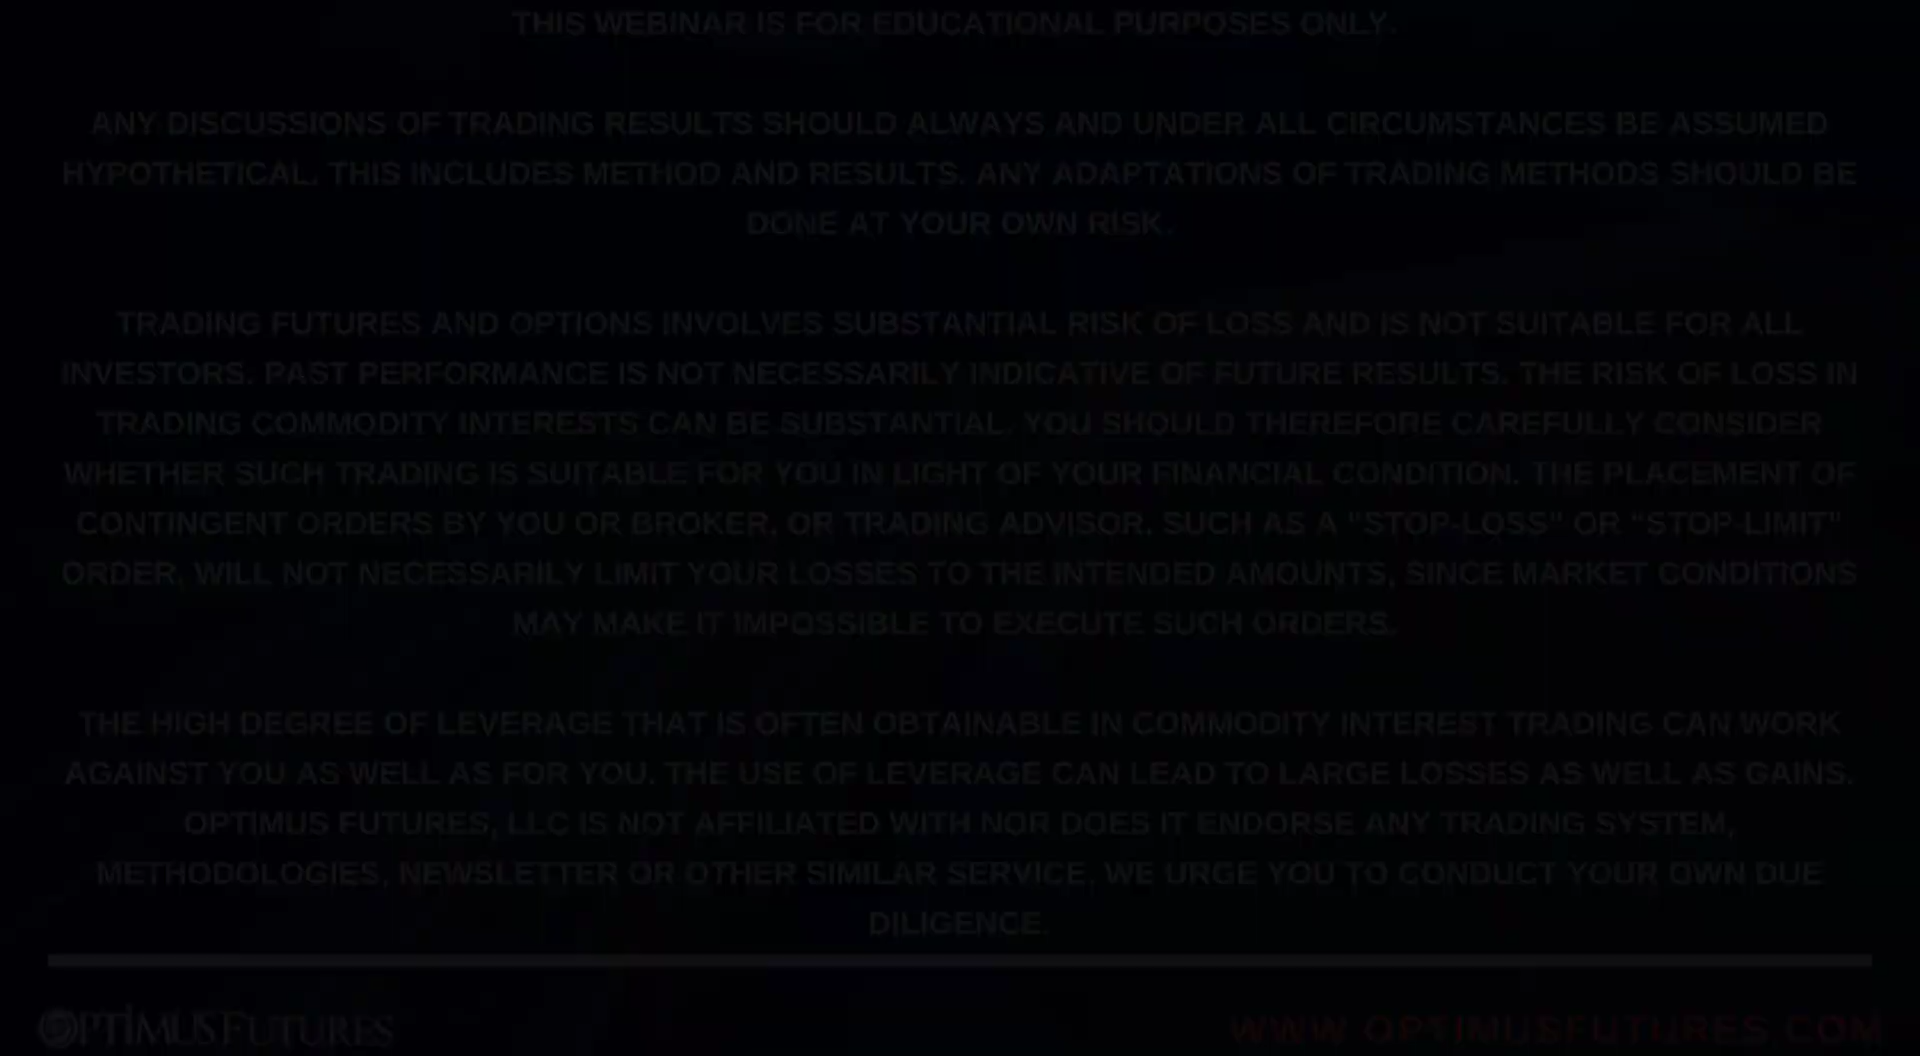 THIS WEBINAR IS FOR EDUCATIONAL PURPOSES ONLY.
ANY DISCUSSIONS OF TRADING RESULTS SHOULD ALWAYS AND UNDER ALL CIRCUMSTANCES BE ASSUMED
HYPOTHETICAL. THIS INCLUDES METHOD AND RESULTS. ANY ADAPTATIONS OF TRADING METHODS SHOULD BE
DONE AT YOUR OWN RISK.
TRADING FUTURES AND OPTIONS INVOLVES SUBSTANTIAL RISK OF LOSS AND IS NOT SUITABLE FOR ALL
INVESTORS. PAST PERFORMANCE IS NOT NECESSARILY INDICATIVE OF FUTURE RESULTS. THE RISK OF LOSS IN
TRADING COMMODITY INTERESTS CAN BE SUBSTANTIAL. YOU SHOULD THEREFORE CAREFULLY CONSIDER
WHETHER SUCH TRADING IS SUITABLE FOR YOU IN LIGHT OF YOUR FINANCIAL CONDITION. THE PLACEMENT OF
CONTINGENT ORDERS BY YOU OR BROKER, OR TRADING ADVISOR, SUCH AS A "STOP-LOSS" OR "STOP-LIMIT"
ORDER, WILL NOT NECESSARILY LIMIT YOUR LOSSES TO THE INTENDED AMOUNTS, SINCE MARKET CONDITIONS
MAY MAKE IT IMPOSSIBLE TO EXECUTE SUCH ORDERS.
THE HIGH DEGREE OF LEVERAGE THAT IS OFTEN OBTAINABLE IN COMMODITY INTEREST TRADING CAN WORK
AGAINST YOU AS WELL AS FOR YOU. THE USE OF LEVERAGE CAN LEAD TO LARGE LOSSES AS WELL AS GAINS.
OPTIMUS FUTURES, LLC IS NOT AFFILIATED WITH NOR DOES IT ENDORSE ANY TRADING SYSTEM,
METHODOLOGIES, NEWSLETTER OR OTHER SIMILAR SERVICE. WE URGE YOU TO CONDUCT YOUR OWN DUE
DILIGENCE.
OPTIMUS FUTURES
WWW.OPTIMUSFUTURES.COM